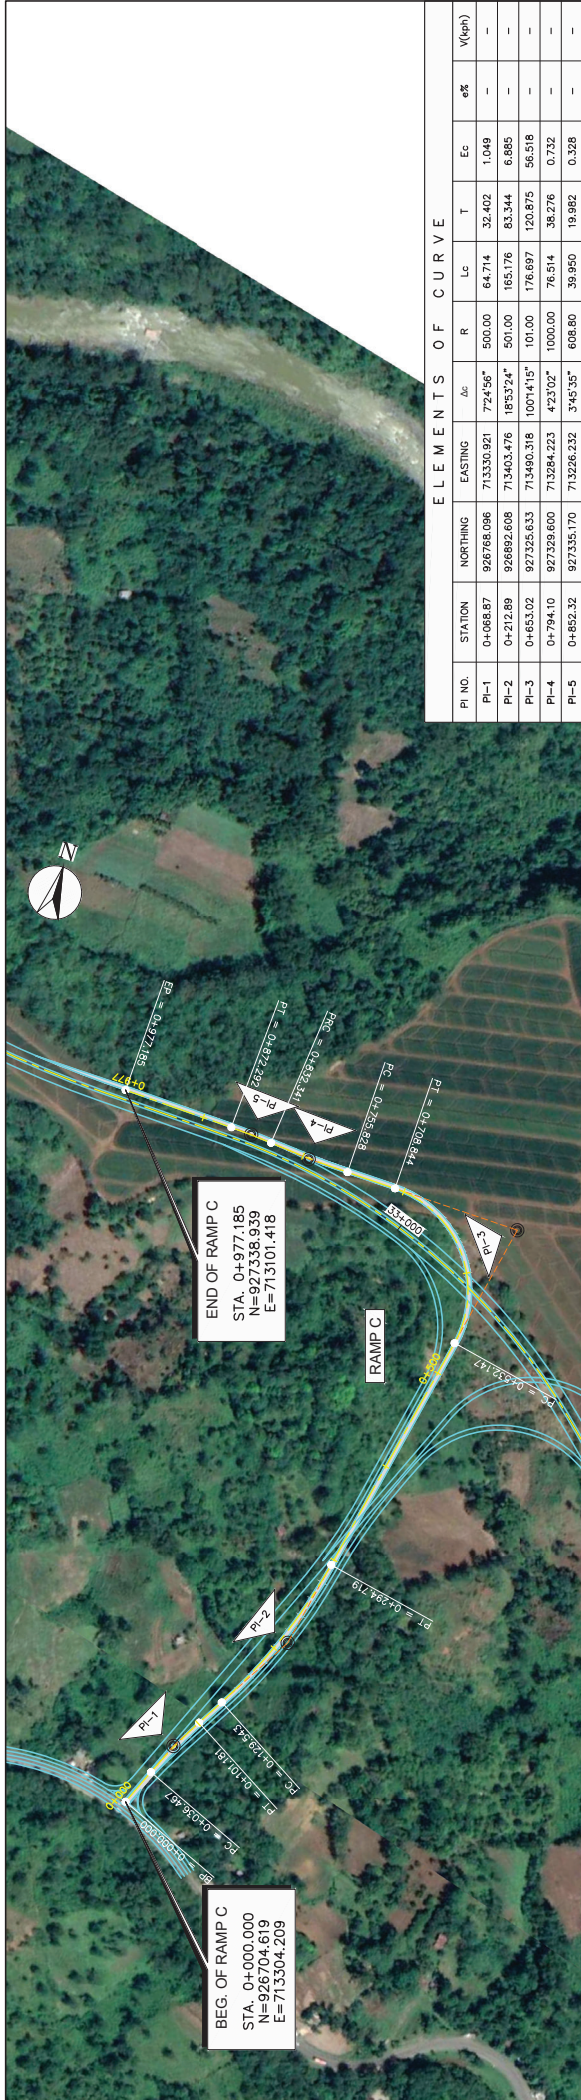 BEG. OF RAMP C
STA. 0+000.000
N=926704.619
E=713304.209
0+000
BP = 0+000.000
PC = 0+036.467
PI-1
PT = 0+101.181
PC = 0+129.543
PI-2
PT = 0+294.719
RAMP C
0+500
PC = 0+532.147
PI-3
33+000
PT = 0+708.844
PC = 0+755.828
PI-4
PRC = 0+832.341
PI-5
PT = 0+872.292
END OF RAMP C
STA. 0+977.185
N=927338.939
E=713101.418
0+977
EP = 0+977.185
N
ELEMENTS OF CURVE
PI NO. STATION NORTHING EASTING Δc R Lc T Ec e% V(kph)
PI-1 0+068.87 926768.096 713330.921 7°24'56" 500.00 64.714 32.402 1.049 - -
PI-2 0+212.89 926892.608 713403.476 18°53'24" 501.00 165.176 83.344 6.885 - -
PI-3 0+653.02 927325.633 713490.318 100°14'15" 101.00 176.697 120.875 56.518 - -
PI-4 0+794.10 927329.600 713284.223 4°23'02" 1000.00 76.514 38.276 0.732 - -
PI-5 0+852.32 927335.170 713226.232 3°45'35" 608.80 39.950 19.982 0.328 - -